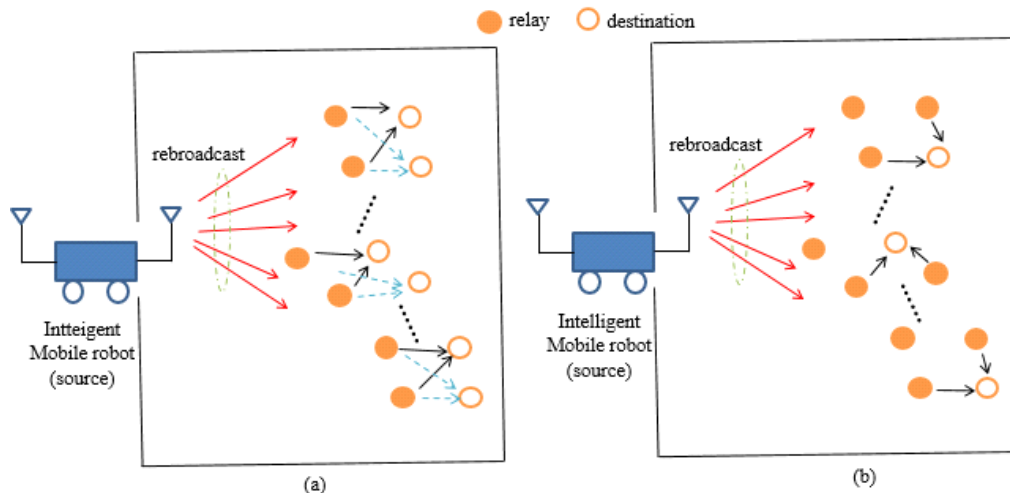 relay destination
rebroadcast
Intteigent
Mobile robot
(source)
(a)
rebroadcast
Intelligent
Mobile robot
(source)
(b)